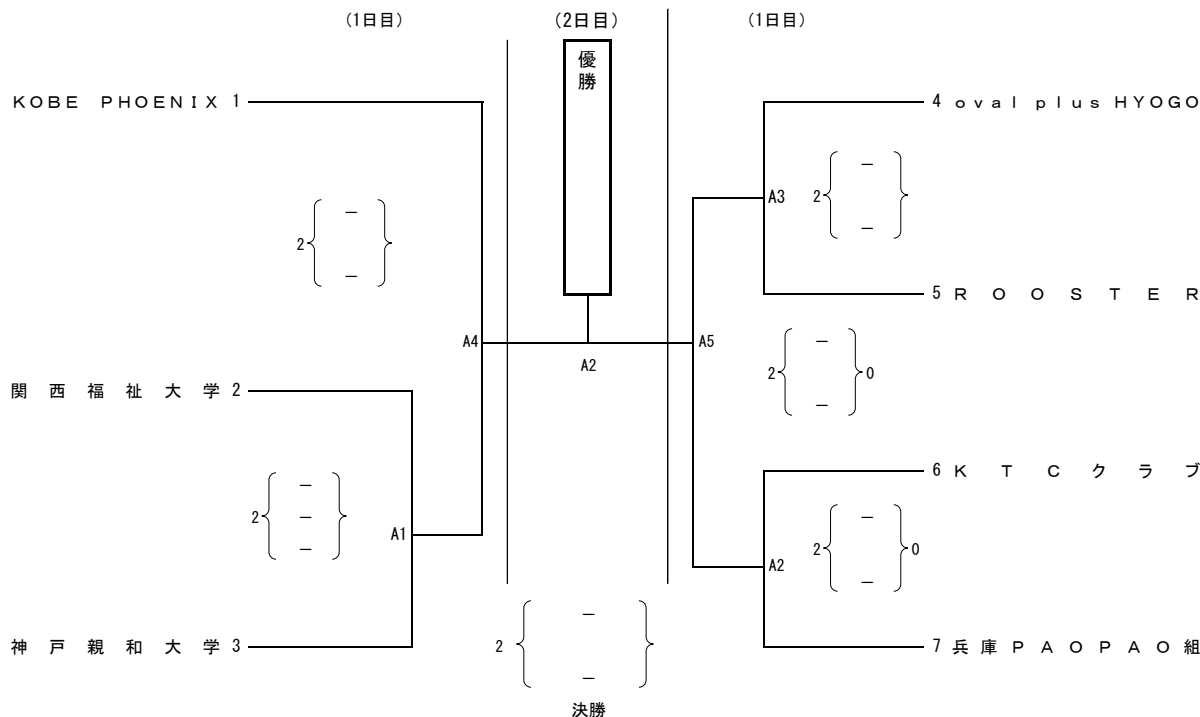 (1日目)
(2日目)
(1日目)
優勝
KOBE PHOENIX 1
4 oval plus HYOGO
2 { － － }
A3 2 { － － }
5 ROOSTER
A4
A2
A5
2 { － － } 0
関西福祉大学 2
6 KTCクラブ
2 { － － － }
A1
2 { － － } 0
A2
神戸親和大学 3
2 { － － }
7 兵庫PAOPAO組
決勝